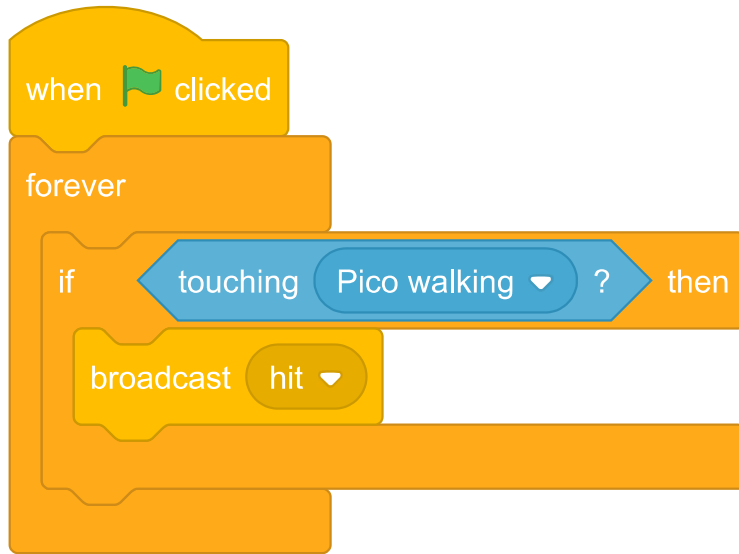 when clicked
forever
if touching Pico walking ? then
broadcast hit